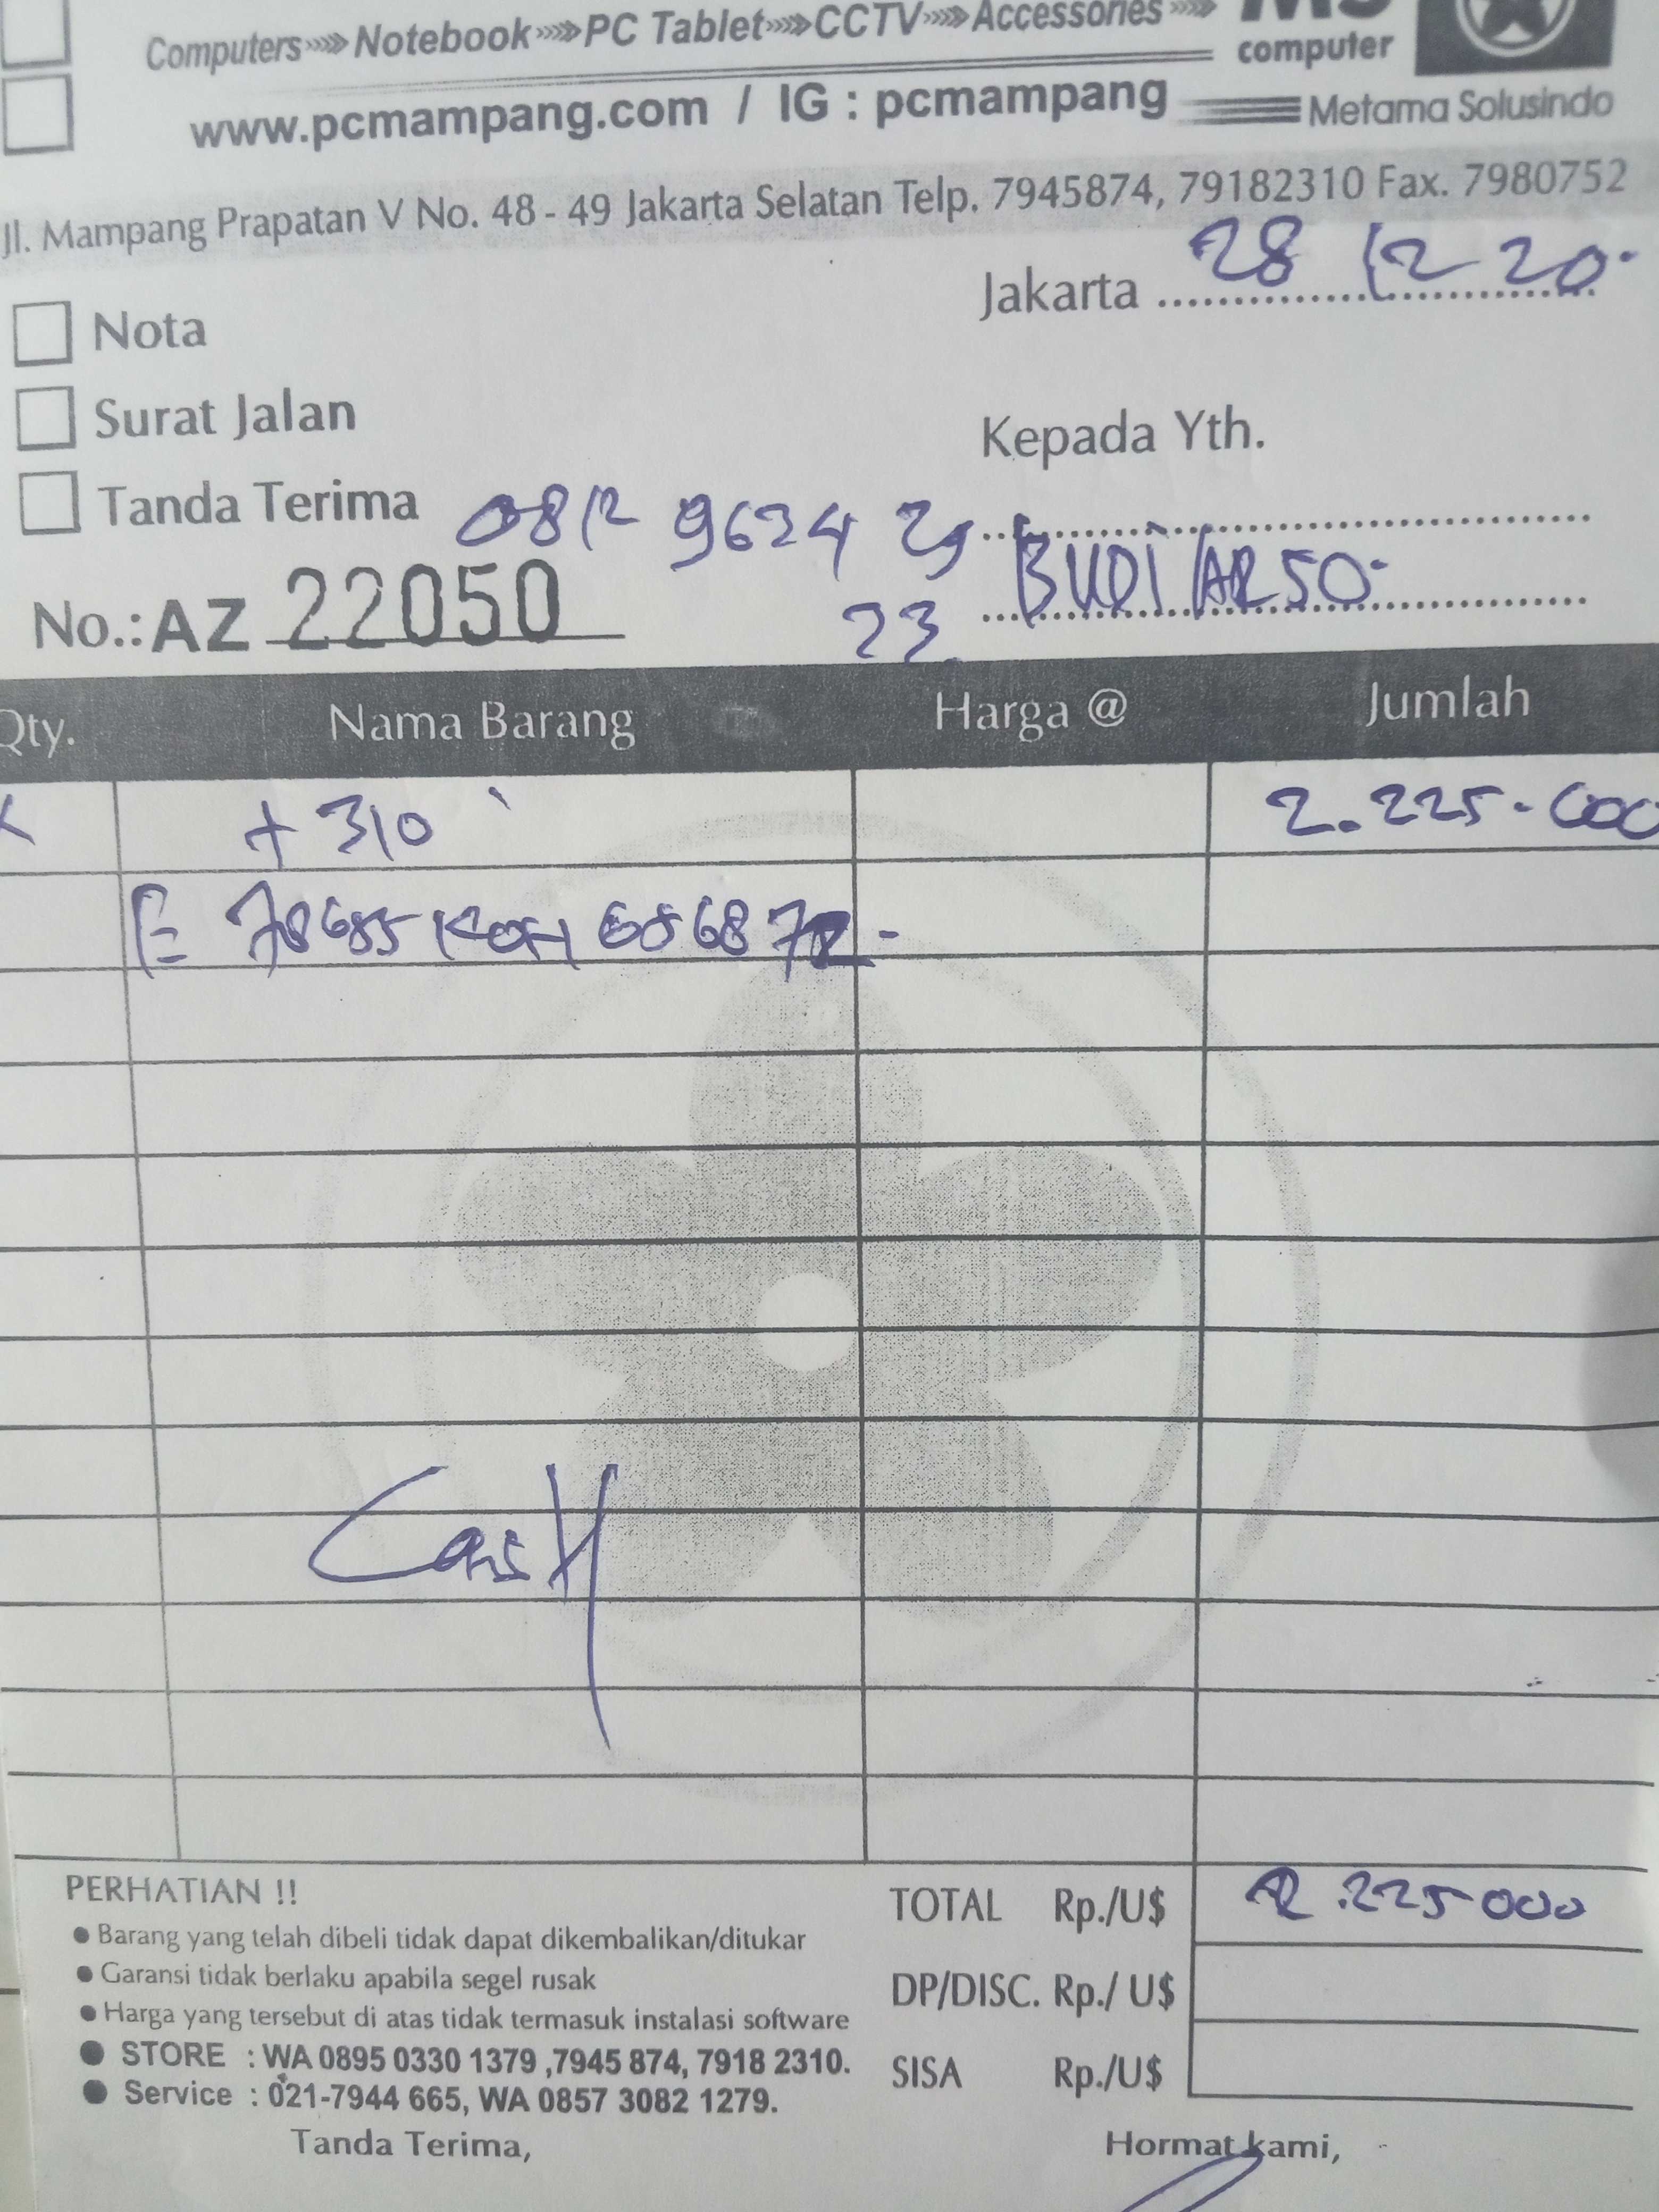 Computers Notebook PC Tablet CCTV Accessories
computer
www.pcmampang.com / IG : pcmampang
Metama Solusindo
Jl. Mampang Prapatan V No. 48 - 49 Jakarta Selatan Telp. 7945874, 79182310 Fax. 7980752
Jakarta 28 12 20
Nota
Surat Jalan
Kepada Yth.
Tanda Terima 0812 9624 25
23
BUDI ARSO
No.: AZ 22050
Qty. Nama Barang Harga @ Jumlah
310 2.225.000
Cash
PERHATIAN !!
• Barang yang telah dibeli tidak dapat dikembalikan/ditukar
• Garansi tidak berlaku apabila segel rusak
• Harga yang tersebut di atas tidak termasuk instalasi software
• STORE : WA 0895 0330 1379 ,7945 874, 7918 2310.
• Service : 021-7944 665, WA 0857 3082 1279.
TOTAL Rp./U$ 2.225 000
DP/DISC. Rp./ U$
SISA Rp./U$
Tanda Terima,
Hormat kami,